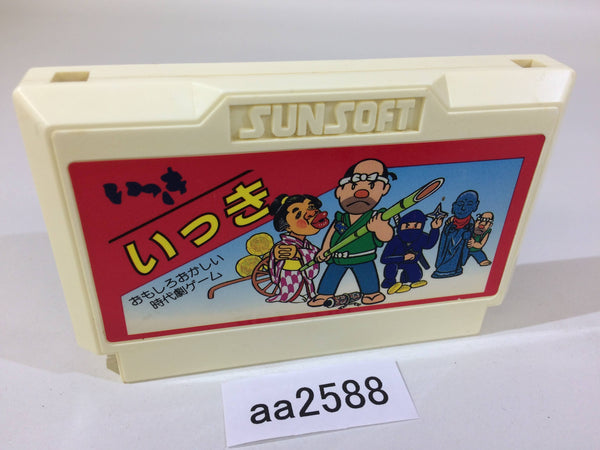 SUNSOFT
いっき
いっき
おもしろおかしい
時代劇ゲーム
aa2588